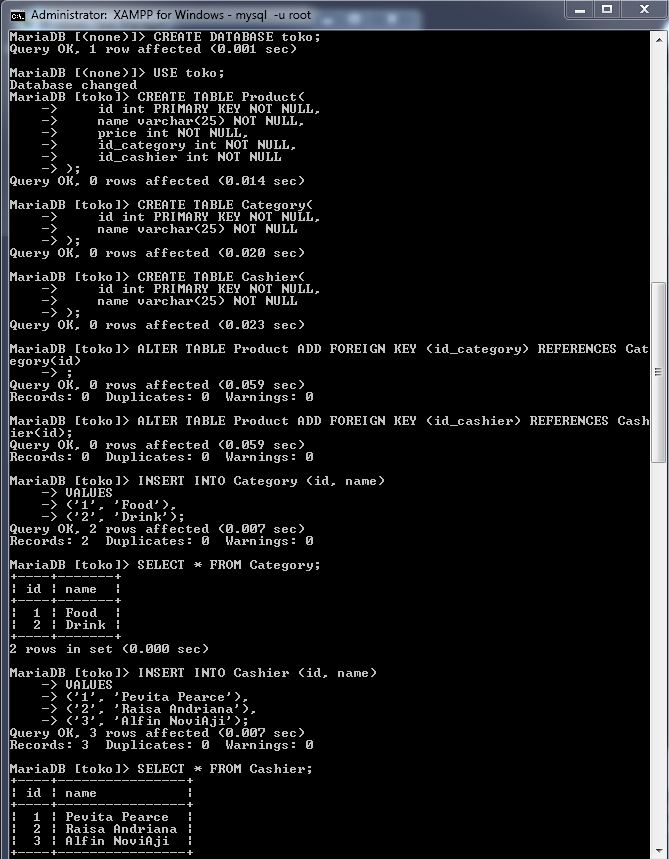 Administrator: XAMPP for Windows - mysql -u root
MariaDB [(none)]> CREATE DATABASE toko;
Query OK, 1 row affected (0.001 sec)
MariaDB [(none)]> USE toko;
Database changed
MariaDB [toko]> CREATE TABLE Product(
    ->     id int PRIMARY KEY NOT NULL,
    ->     name varchar(25) NOT NULL,
    ->     price int NOT NULL,
    ->     id_category int NOT NULL,
    ->     id_cashier int NOT NULL
    -> );
Query OK, 0 rows affected (0.014 sec)
MariaDB [toko]> CREATE TABLE Category(
    ->     id int PRIMARY KEY NOT NULL,
    ->     name varchar(25) NOT NULL
    -> );
Query OK, 0 rows affected (0.020 sec)
MariaDB [toko]> CREATE TABLE Cashier(
    ->     id int PRIMARY KEY NOT NULL,
    ->     name varchar(25) NOT NULL
    -> );
Query OK, 0 rows affected (0.023 sec)
MariaDB [toko]> ALTER TABLE Product ADD FOREIGN KEY (id_category) REFERENCES Cat
egory(id)
    -> ;
Query OK, 0 rows affected (0.059 sec)
Records: 0  Duplicates: 0  Warnings: 0
MariaDB [toko]> ALTER TABLE Product ADD FOREIGN KEY (id_cashier) REFERENCES Cash
ier(id);
Query OK, 0 rows affected (0.059 sec)
Records: 0  Duplicates: 0  Warnings: 0
MariaDB [toko]> INSERT INTO Category (id, name)
    -> VALUES
    -> ('1', 'Food'),
    -> ('2', 'Drink');
Query OK, 2 rows affected (0.007 sec)
Records: 2  Duplicates: 0  Warnings: 0
MariaDB [toko]> SELECT * FROM Category;
+----+-------+
| id | name  |
+----+-------+
|  1 | Food  |
|  2 | Drink |
+----+-------+
2 rows in set (0.000 sec)
MariaDB [toko]> INSERT INTO Cashier (id, name)
    -> VALUES
    -> ('1', 'Pevita Pearce'),
    -> ('2', 'Raisa Andriana'),
    -> ('3', 'Alfin NoviAji');
Query OK, 3 rows affected (0.007 sec)
Records: 3  Duplicates: 0  Warnings: 0
MariaDB [toko]> SELECT * FROM Cashier;
+----+----------------+
| id | name           |
+----+----------------+
|  1 | Pevita Pearce  |
|  2 | Raisa Andriana |
|  3 | Alfin NoviAji  |
+----+----------------+